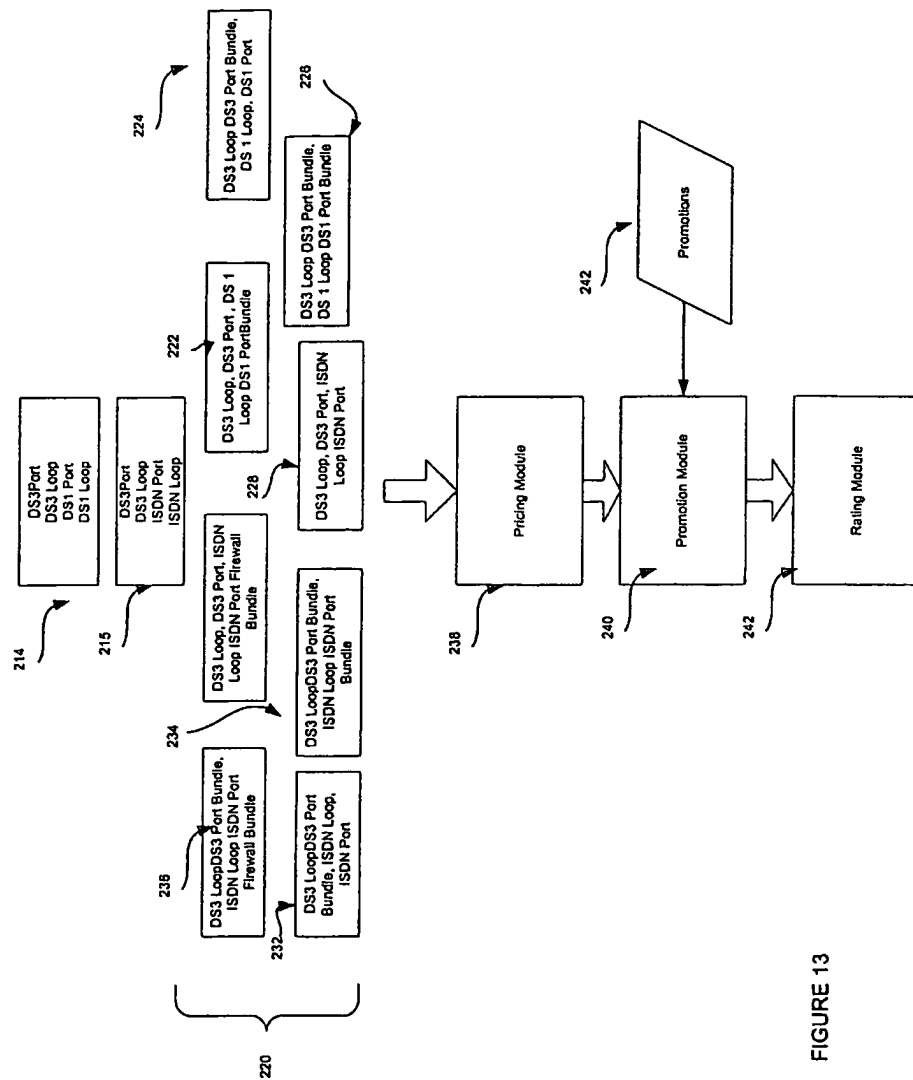 214
DS3Port
DS3 Loop
DS1 Port
DS1 Loop
215
DS3Port
DS3 Loop
ISDN Port
ISDN Loop
220
236
DS3 LoopDS3 Port Bundle,
ISDN Loop ISDN Port
Firewall Bundle
DS3 Loop, DS3 Port, ISDN
Loop ISDN Port Firewall
Bundle
222
DS3 Loop, DS3 Port , DS 1
Loop DS1 PortBundle
224
DS3 Loop DS3 Port Bundle,
DS 1 Loop, DS1 Port
232
DS3 LoopDS3 Port
Bundle, ISDN Loop,
ISDN Port
234
DS3 LoopDS3 Port Bundle,
ISDN Loop ISDN Port
Bundle
228
DS3 Loop, DS3 Port, ISDN
Loop ISDN Port
226
DS3 Loop DS3 Port Bundle,
DS 1 Loop DS1 Port Bundle
238
Pricing Module
240
Promotion Module
242
Promotions
242
Rating Module
FIGURE 13